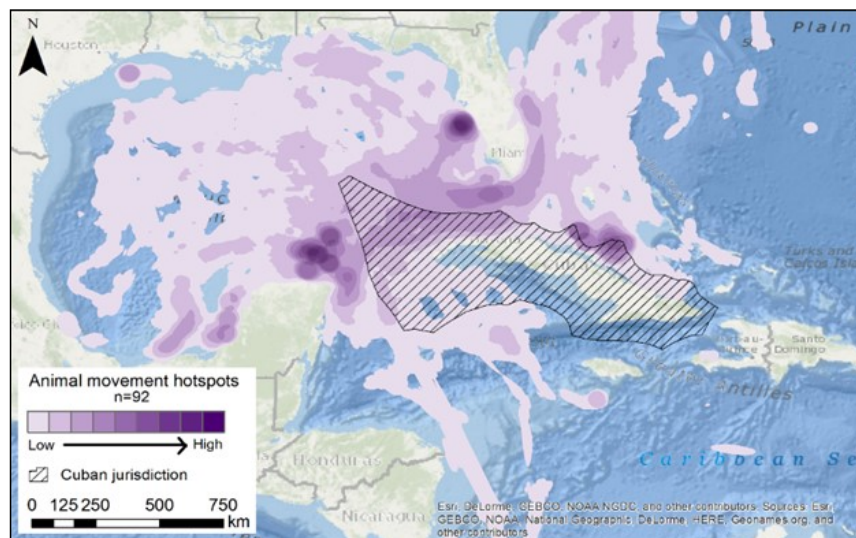 N
Houston
Plain
Miami
Cuba
Turks and
Caicos Isla
Santo
Domingo
Antilles
Honduras
Nicaragua
Caribbean Se
Animal movement hotspots
n=92
Low High
Cuban jurisdiction
0 125 250 500 750
km
Esri, DeLorme, GEBCO, NOAA NGDC, and other contributors, Sources: Esri,
GEBCO, NOAA, National Geographic, DeLorme, HERE, Geonames.org, and
other contributors